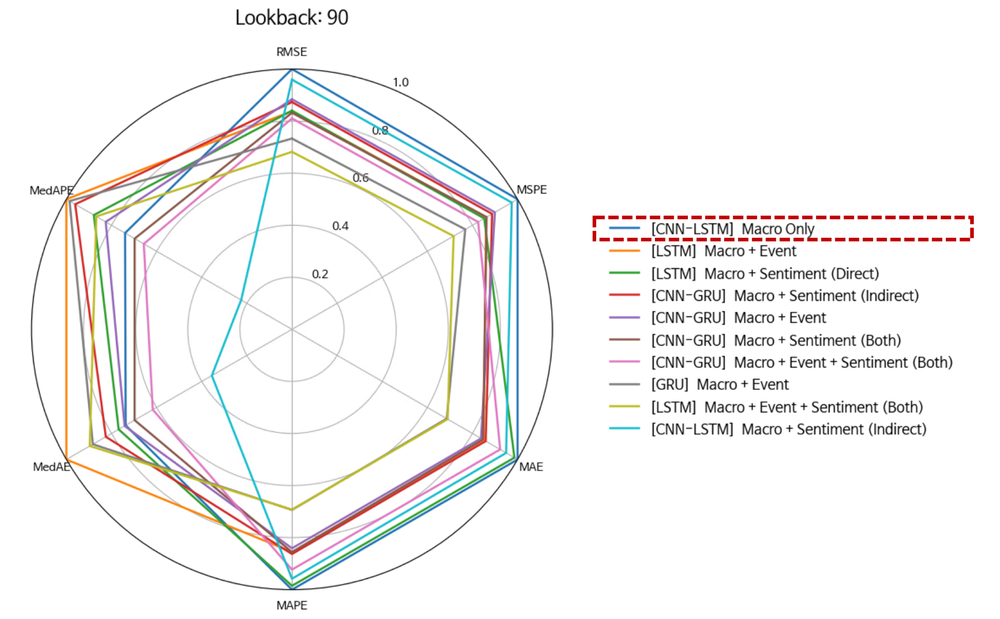 Lookback: 90
RMSE
1.0
0.8
MedAPE
MSPE
0.6
0.4
0.2
MedAE
MAE
MAPE
[CNN-LSTM] Macro Only
[LSTM] Macro + Event
[LSTM] Macro + Sentiment (Direct)
[CNN-GRU] Macro + Sentiment (Indirect)
[CNN-GRU] Macro + Event
[CNN-GRU] Macro + Sentiment (Both)
[CNN-GRU] Macro + Event + Sentiment (Both)
[GRU] Macro + Event
[LSTM] Macro + Event + Sentiment (Both)
[CNN-LSTM] Macro + Sentiment (Indirect)